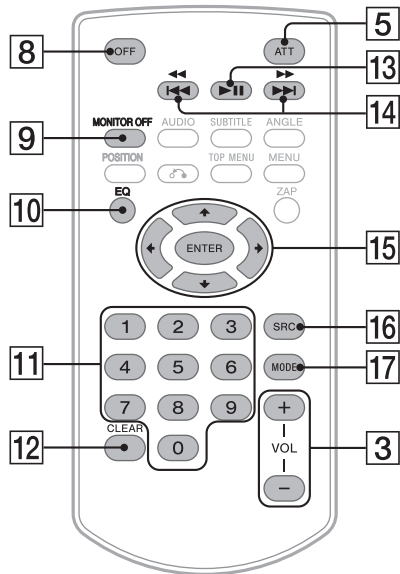 5
8
OFF
ATT
13
14
MONITOR OFF AUDIO SUBTITLE ANGLE
9
POSITION TOP MENU MENU
EQ
ZAP
10
ENTER
15
1 2 3
SRC
16
11
4 5 6
MODE
17
7 8 9
+
CLEAR
12
0
VOL
3
−